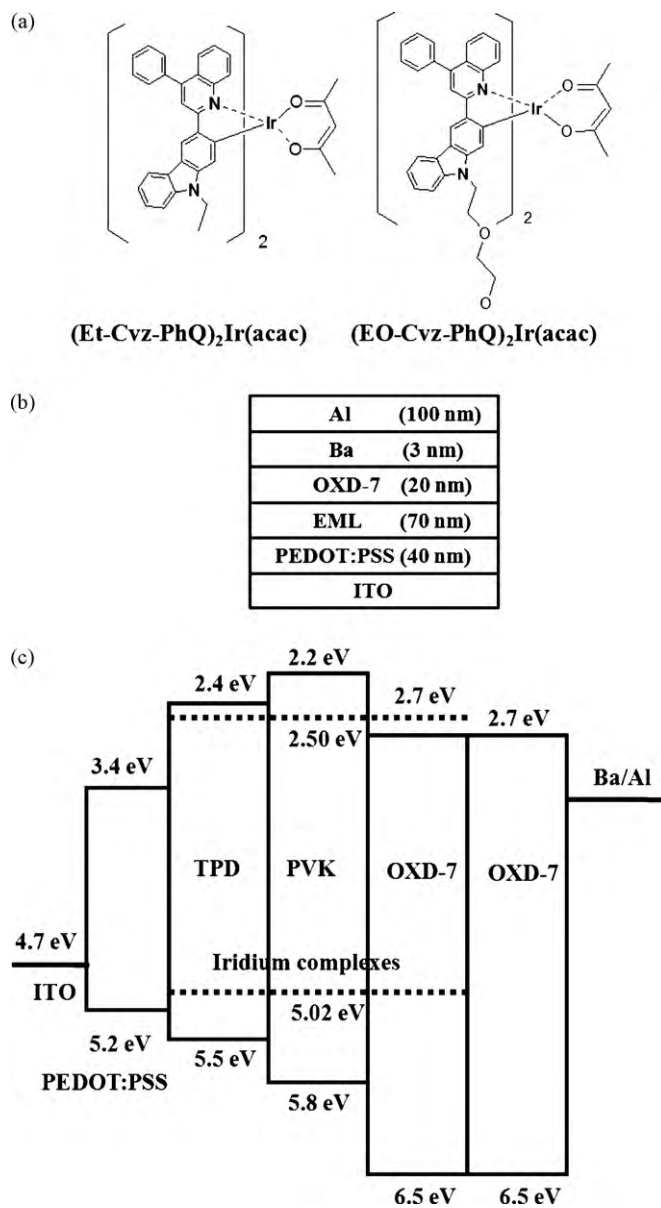 (a)
N
Ir
O
O
N
2
N
Ir
O
O
N
2
O
O
(Et-Cvz-PhQ)₂Ir(acac)
(EO-Cvz-PhQ)₂Ir(acac)
(b)
Al (100 nm)
Ba (3 nm)
OXD-7 (20 nm)
EML (70 nm)
PEDOT:PSS (40 nm)
ITO
(c)
2.2 eV
2.4 eV
2.7 eV
2.50 eV
2.7 eV
3.4 eV
Ba/Al
TPD
PVK
OXD-7
OXD-7
4.7 eV
Iridium complexes
ITO
5.02 eV
5.2 eV
5.5 eV
PEDOT:PSS
5.8 eV
6.5 eV
6.5 eV